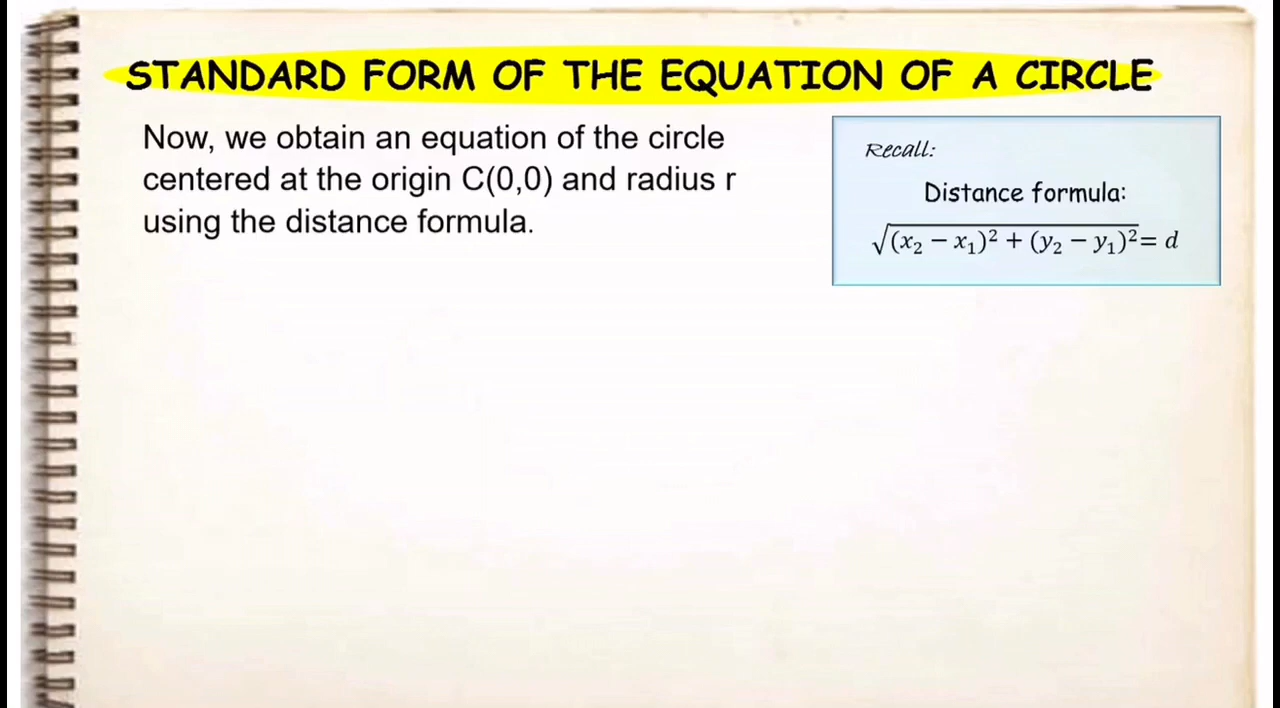 STANDARD FORM OF THE EQUATION OF A CIRCLE
Now, we obtain an equation of the circle
centered at the origin C(0,0) and radius r
using the distance formula.
Recall:
Distance formula:
√(x₂ − x₁)² + (y₂ − y₁)² = d